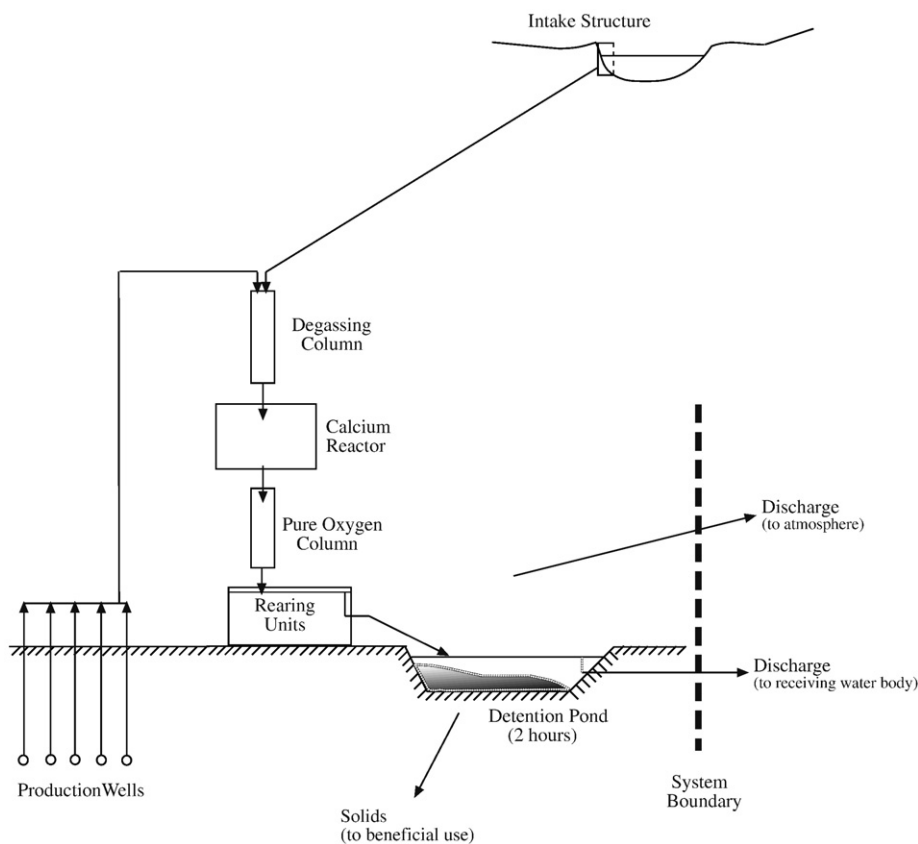 Intake Structure
Degassing
Column
Calcium
Reactor
Pure Oxygen
Column
Discharge
(to atmosphere)
Rearing
Units
Discharge
(to receiving water body)
Detention Pond
(2 hours)
ProductionWells
System
Boundary
Solids
(to beneficial use)